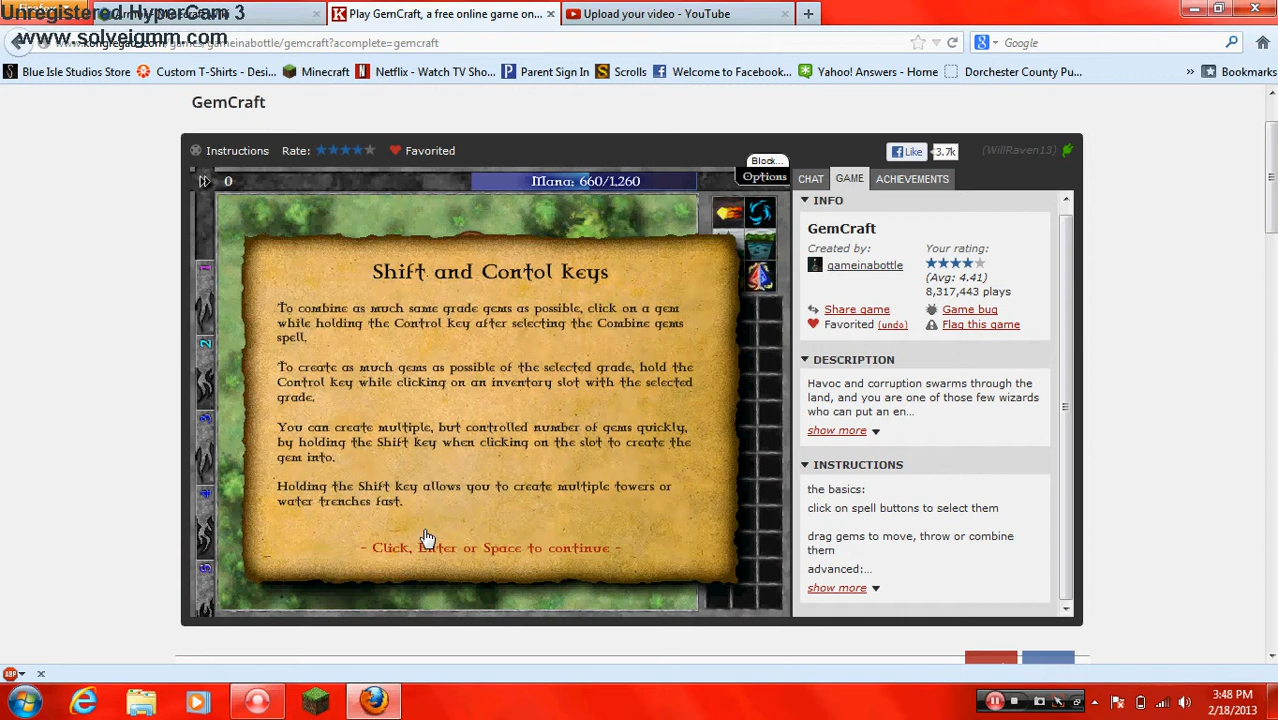 Unregistered HyperCam 3
www.solveigmm.com
Play GemCraft, a free online game on...
Upload your video - YouTube
games/gameinabottle/gemcraft?acomplete=gemcraft
Google
Blue Isle Studios Store
Custom T-Shirts - Desi...
Minecraft
Netflix - Watch TV Sho...
Parent Sign In
Scrolls
Welcome to Facebook...
Yahoo! Answers - Home
Dorchester County Pu...
Bookmarks
GemCraft
Instructions Rate: Favorited
Like 3.7k (WillRaven13)
0
Mana: 660/1,260
Block...
Options
CHAT GAME ACHIEVEMENTS
Shift and Contol keys
To combine as much same grade gems as possible, click on a gem
while holding the Control key after selecting the Combine gems
spell.
To create as much gems as possible of the selected grade, hold the
Control key while clicking on an inventory slot with the selected
grade.
You can create multiple, but controlled number of gems quickly,
by holding the Shift key when clicking on the slot to create the
gem into.
Holding the Shift key allows you to create multiple towers or
water trenches fast.
- Click, Enter or Space to continue -
1
2
3
4
5
INFO
GemCraft
Created by:
gameinabottle
Your rating:
(Avg: 4.41)
8,317,443 plays
Share game
Game bug
Favorited (undo)
Flag this game
DESCRIPTION
Havoc and corruption swarms through the
land, and you are one of those few wizards
who can put an en...
show more
INSTRUCTIONS
the basics:
click on spell buttons to select them
drag gems to move, throw or combine
them
advanced:...
show more
ABP
3:48 PM
2/18/2013